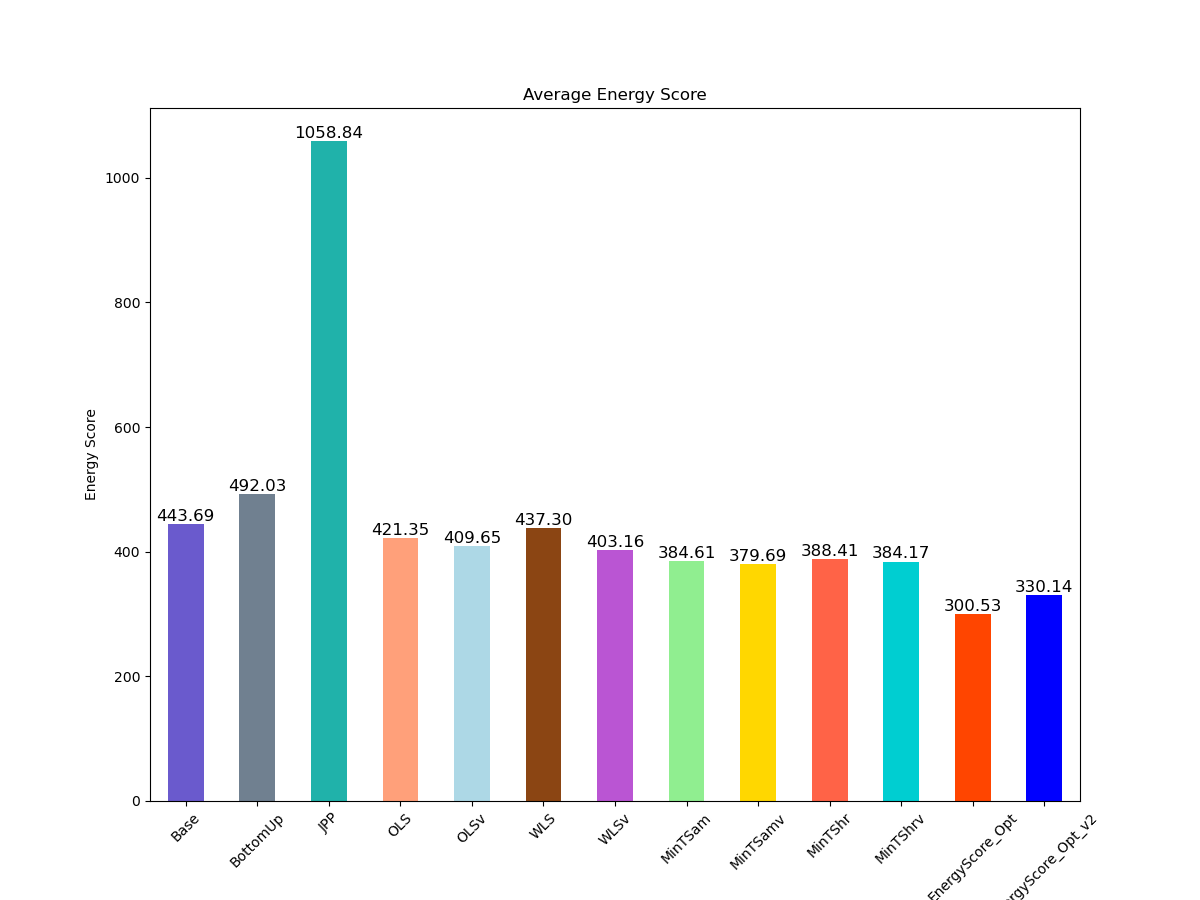 Average Energy Score
Energy Score
1000
800
600
400
200
0
443.69
492.03
1058.84
421.35
409.65
437.30
403.16
384.61
379.69
388.41
384.17
300.53
330.14
Base
BottomUp
JPP
OLS
OLSv
WLS
WLSv
MinTSam
MinTSamv
MinTShr
MinTShrv
EnergyScore_Opt
rgyScore_Opt_v2